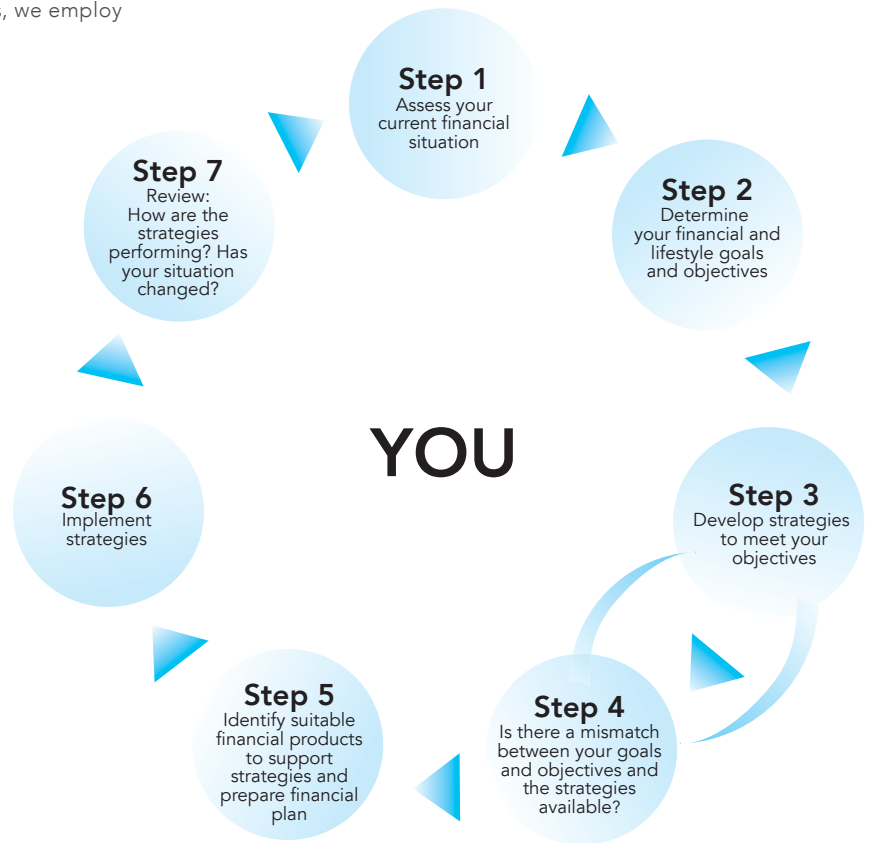 s, we employ
Step 1
Assess your
current financial
situation
Step 2
Determine
your financial and
lifestyle goals
and objectives
Step 3
Develop strategies
to meet your
objectives
Step 4
Is there a mismatch
between your goals
and objectives and
the strategies
available?
Step 5
Identify suitable
financial products
to support
strategies and
prepare financial
plan
Step 6
Implement
strategies
Step 7
Review:
How are the
strategies
performing? Has
your situation
changed?
YOU